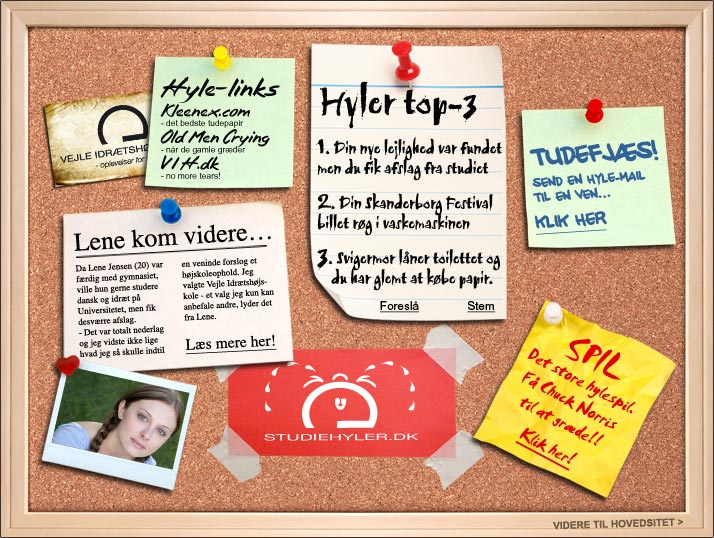 VEJLE IDRÆTSHØ
- oplevelser for
Hyle-links
Kleenex.com
- det bedste tudepapir
Old Men Crying
- når de gamle græder
VIH.dk
- no more tears!
Hyler top-3
1. Din nye lejlighed var fundet
men du fik afslag fra studiet
2. Din Skanderborg Festival
billet røg i vaskemaskinen
3. Svigermor låner toilettet og
du har glemt at købe papir.
Foreslå Stem
TUDEFJÆS!
SEND EN HYLE-MAIL
TIL EN VEN...
KLIK HER
Lene kom videre...
Da Lene Jensen (20) var
færdig med gymnasiet,
ville hun gerne studere
dansk og idræt på
Universitetet, men fik
desværre afslag.
- Det var totalt nederlag
og jeg vidste ikke lige
hvad jeg så skulle indtil
en veninde forslog et
højskoleophold. Jeg
valgte Vejle Idrætshøjs-
kole - et valg jeg kun kan
anbefale andre, lyder det
fra Lene.
Læs mere her!
STUDIEHYLER.DK
SPIL
Det store hylespil.
Få Chuck Norris
til at græde!!
Klik her!
VIDERE TIL HOVEDSITET >